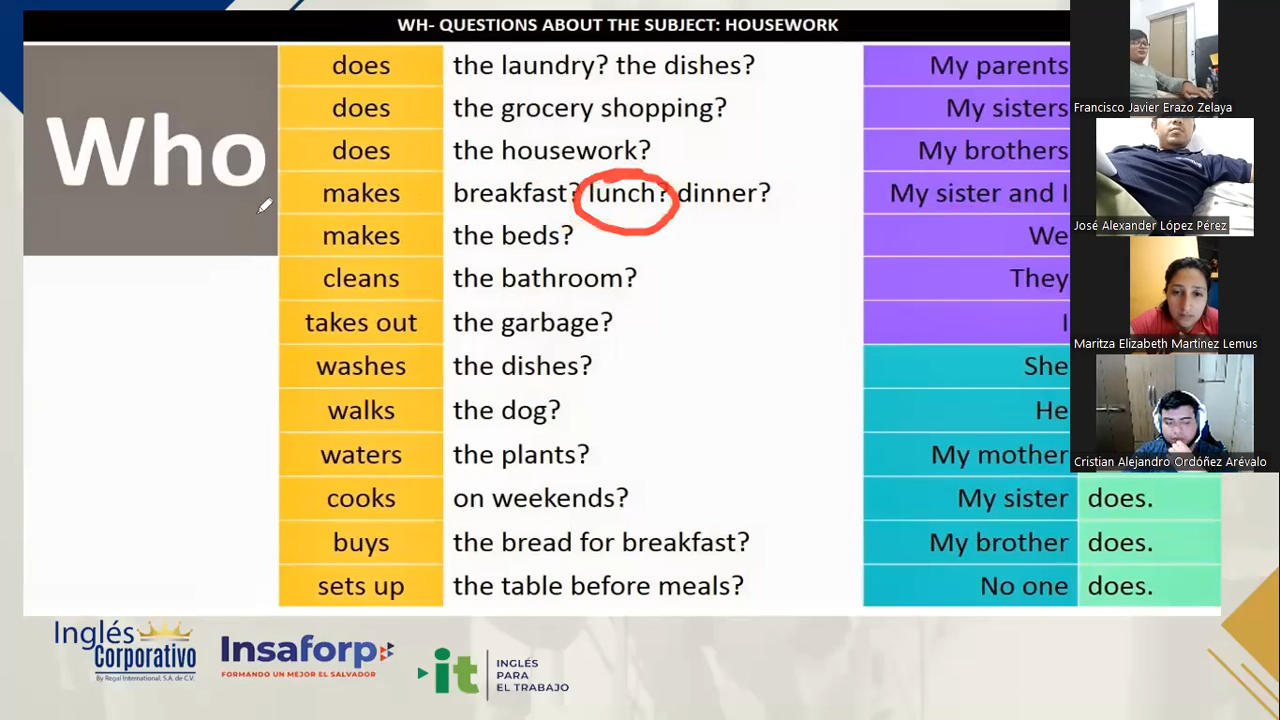 WH- QUESTIONS ABOUT THE SUBJECT: HOUSEWORK
Who
does the laundry? the dishes? My parents
does the grocery shopping? My sisters
does the housework? My brothers
makes breakfast? lunch? dinner? My sister and I
makes the beds? We
cleans the bathroom? They
takes out the garbage? I
washes the dishes? She
walks the dog? He
waters the plants? My mother
cooks on weekends? My sister does.
buys the bread for breakfast? My brother does.
sets up the table before meals? No one does.
Francisco Javier Erazo Zelaya
José Alexander López Pérez
Maritza Elizabeth Martinez Lemus
Cristian Alejandro Ordóñez Arévalo
Inglés
Corporativo
By Regal International, S.A. de C.V.
Insaforp
FORMANDO UN MEJOR EL SALVADOR
it
INGLÉS
PARA
EL TRABAJO